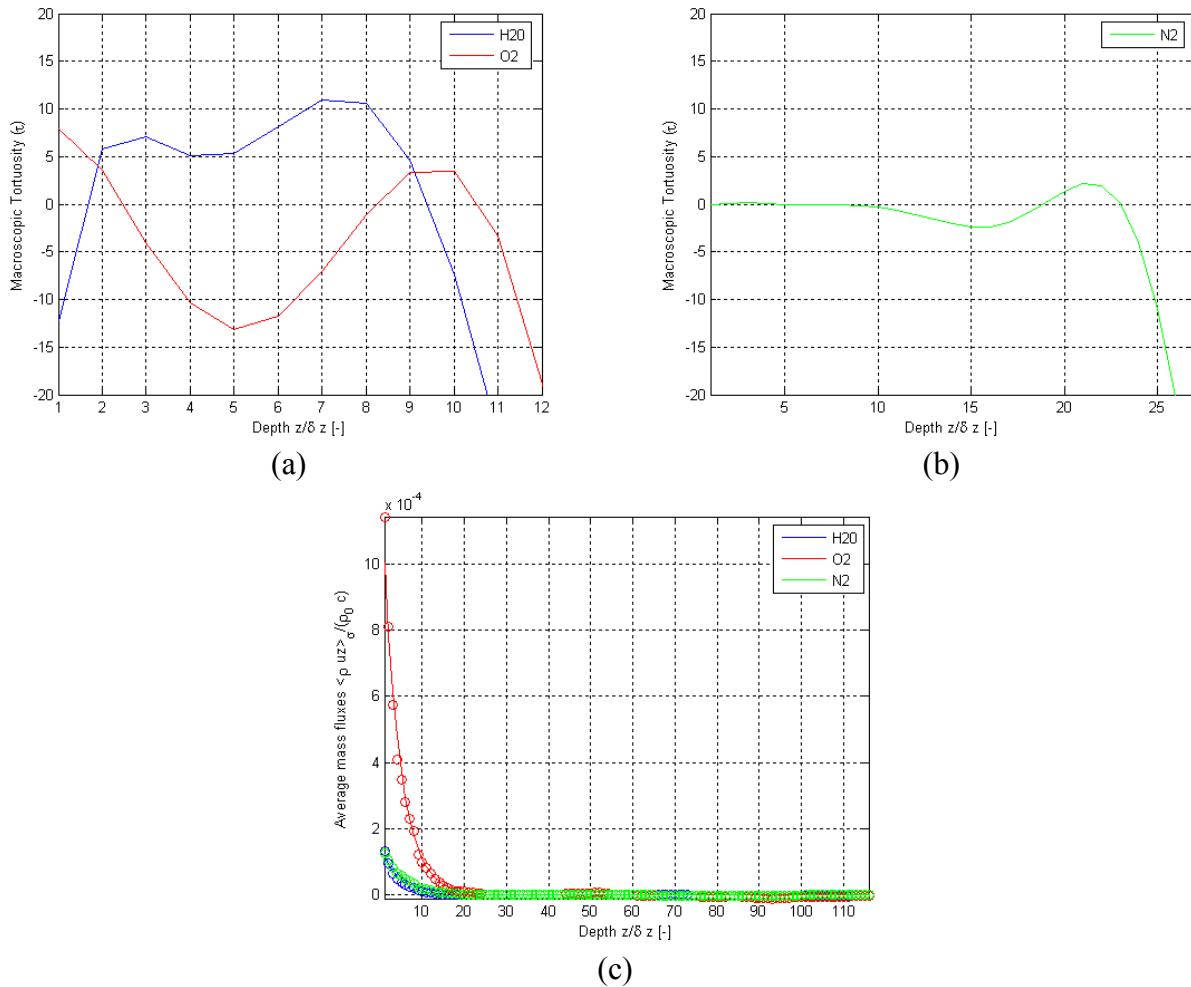 H20
O2
20
15
10
5
0
-5
-10
-15
-20
Macroscopic Tortuosity (τ)
1 2 3 4 5 6 7 8 9 10 11 12
Depth z/δ z [-]
(a)
N2
20
15
10
5
0
-5
-10
-15
-20
Macroscopic Tortuosity (τ)
5 10 15 20 25
Depth z/δ z [-]
(b)
x 10-4
H20
O2
N2
10
8
6
4
2
0
Average mass fluxes <ρ uz>σ/(ρ0 c)
10 20 30 40 50 60 70 80 90 100 110
Depth z/δ z [-]
(c)